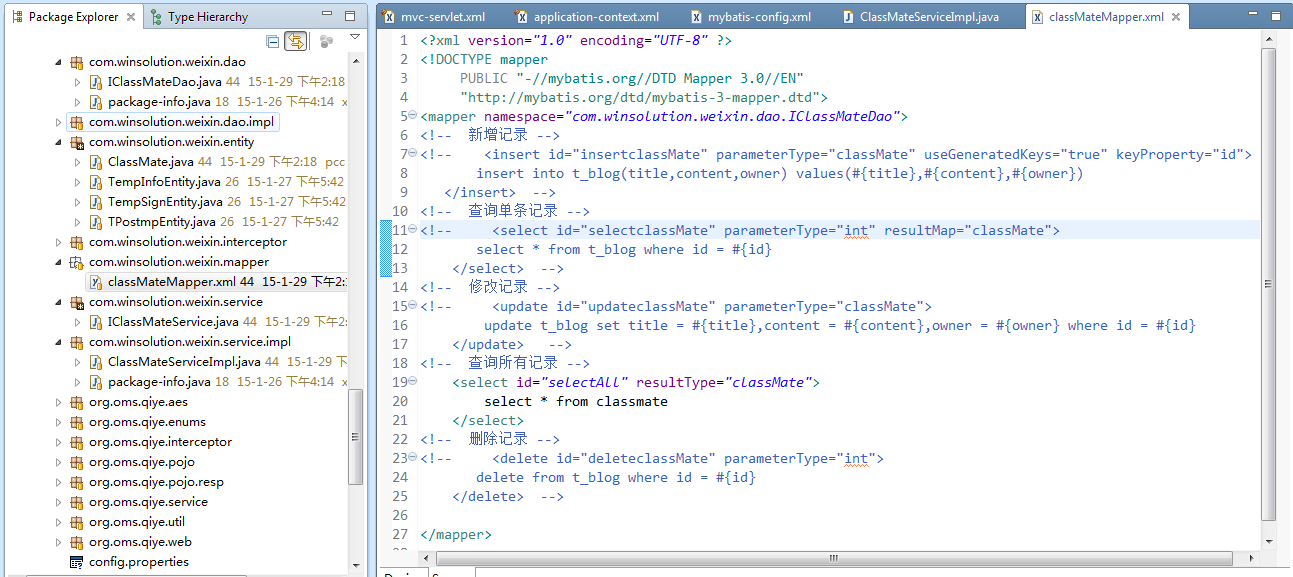 Package Explorer
Type Hierarchy
com.winsolution.weixin.dao
IClassMateDao.java 44 15-1-29 下午2:18
package-info.java 18 15-1-26 下午4:14 x
com.winsolution.weixin.dao.impl
com.winsolution.weixin.entity
ClassMate.java 44 15-1-29 下午2:18 pcc
TempInfoEntity.java 26 15-1-27 下午5:42
TempSignEntity.java 26 15-1-27 下午5:42
TPostmpEntity.java 26 15-1-27 下午5:42
com.winsolution.weixin.interceptor
com.winsolution.weixin.mapper
classMateMapper.xml 44 15-1-29 下午2:
com.winsolution.weixin.service
IClassMateService.java 44 15-1-29 下午2:
com.winsolution.weixin.service.impl
ClassMateServiceImpl.java 44 15-1-29 下
package-info.java 18 15-1-26 下午4:14 x
org.oms.qiye.aes
org.oms.qiye.enums
org.oms.qiye.interceptor
org.oms.qiye.pojo
org.oms.qiye.pojo.resp
org.oms.qiye.service
org.oms.qiye.util
org.oms.qiye.web
config.properties
mvc-servlet.xml
application-context.xml
mybatis-config.xml
ClassMateServiceImpl.java
classMateMapper.xml
1 <?xml version="1.0" encoding="UTF-8" ?>
2 <!DOCTYPE mapper
3 PUBLIC "-//mybatis.org//DTD Mapper 3.0//EN"
4 "http://mybatis.org/dtd/mybatis-3-mapper.dtd">
5 <mapper namespace="com.winsolution.weixin.dao.IClassMateDao">
6 <!-- 新增记录 -->
7 <!-- <insert id="insertclassMate" parameterType="classMate" useGeneratedKeys="true" keyProperty="id">
8 insert into t_blog(title,content,owner) values(#{title},#{content},#{owner})
9 </insert> -->
10 <!-- 查询单条记录 -->
11 <!-- <select id="selectclassMate" parameterType="int" resultMap="classMate">
12 select * from t_blog where id = #{id}
13 </select> -->
14 <!-- 修改记录 -->
15 <!-- <update id="updateclassMate" parameterType="classMate">
16 update t_blog set title = #{title},content = #{content},owner = #{owner} where id = #{id}
17 </update> -->
18 <!-- 查询所有记录 -->
19 <select id="selectAll" resultType="classMate">
20 select * from classmate
21 </select>
22 <!-- 删除记录 -->
23 <!-- <delete id="deleteclassMate" parameterType="int">
24 delete from t_blog where id = #{id}
25 </delete> -->
26
27 </mapper>